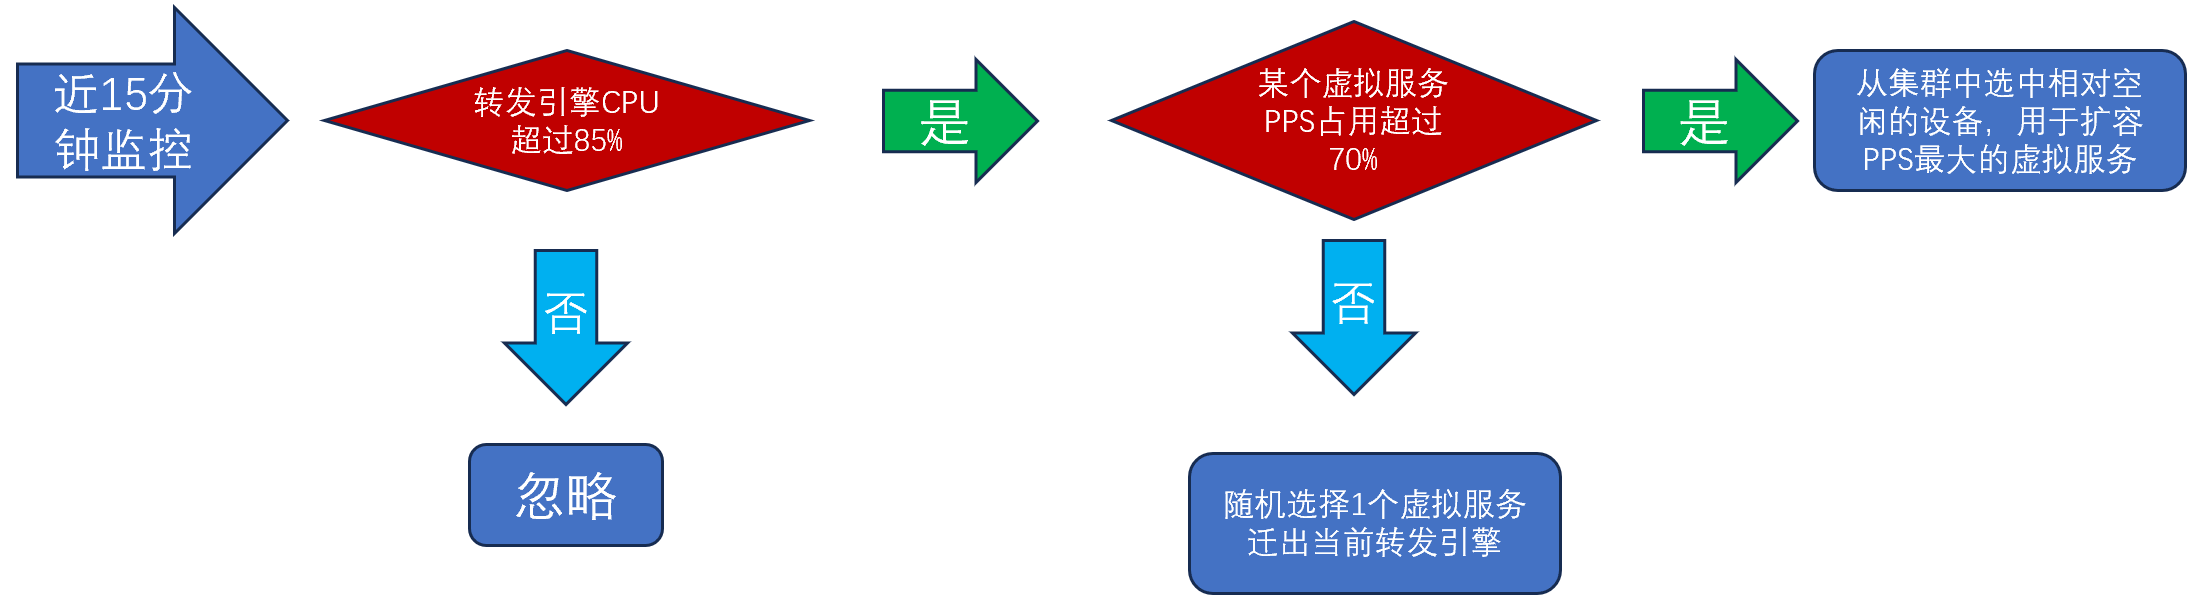 近15分
钟监控
转发引擎CPU
超过85%
是
某个虚拟服务
PPS占用超过
70%
是
从集群中选中相对空
闲的设备，用于扩容
PPS最大的虚拟服务
否
否
忽略
随机选择1个虚拟服务
迁出当前转发引擎